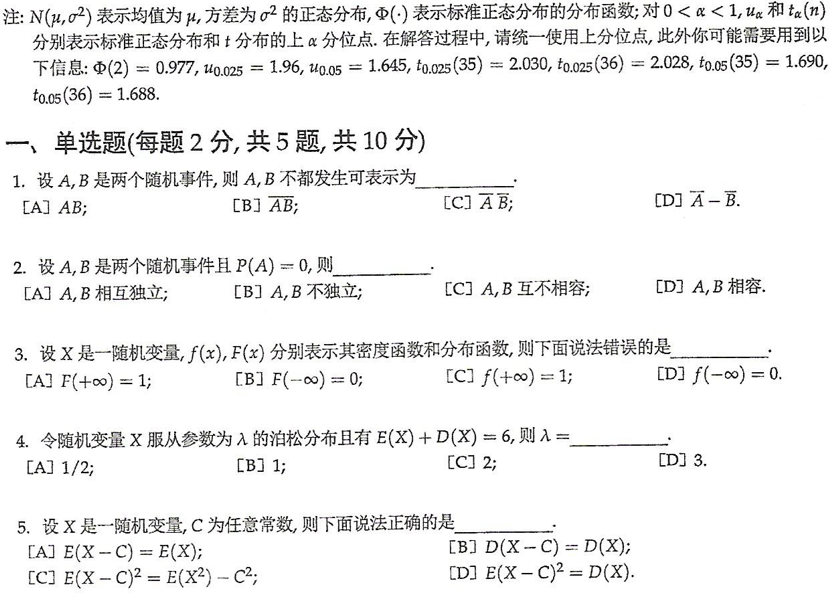 注: N(μ,σ²) 表示均值为 μ, 方差为 σ² 的正态分布, Φ(·) 表示标准正态分布的分布函数; 对 0 < α < 1, u_α 和 t_α(n)
分别表示标准正态分布和 t 分布的上 α 分位点. 在解答过程中, 请统一使用上分位点, 此外你可能需要用到以
下信息: Φ(2) = 0.977, u_{0.025} = 1.96, u_{0.05} = 1.645, t_{0.025}(35) = 2.030, t_{0.025}(36) = 2.028, t_{0.05}(35) = 1.690,
t_{0.05}(36) = 1.688.
一、单选题(每题 2 分, 共 5 题, 共 10 分)
1. 设 A, B 是两个随机事件, 则 A, B 不都发生可表示为________.
[A] AB; [B] \overline{AB}; [C] \overline{A} \overline{B}; [D] \overline{A} − \overline{B}.
2. 设 A, B 是两个随机事件且 P(A) = 0, 则________.
[A] A, B 相互独立; [B] A, B 不独立; [C] A, B 互不相容; [D] A, B 相容.
3. 设 X 是一随机变量, f(x), F(x) 分别表示其密度函数和分布函数, 则下面说法错误的是________.
[A] F(+∞) = 1; [B] F(−∞) = 0; [C] f(+∞) = 1; [D] f(−∞) = 0.
4. 令随机变量 X 服从参数为 λ 的泊松分布且有 E(X) + D(X) = 6, 则 λ =________.
[A] 1/2; [B] 1; [C] 2; [D] 3.
5. 设 X 是一随机变量, C 为任意常数, 则下面说法正确的是________.
[A] E(X − C) = E(X); [B] D(X − C) = D(X);
[C] E(X − C)² = E(X²) − C²; [D] E(X − C)² = D(X).